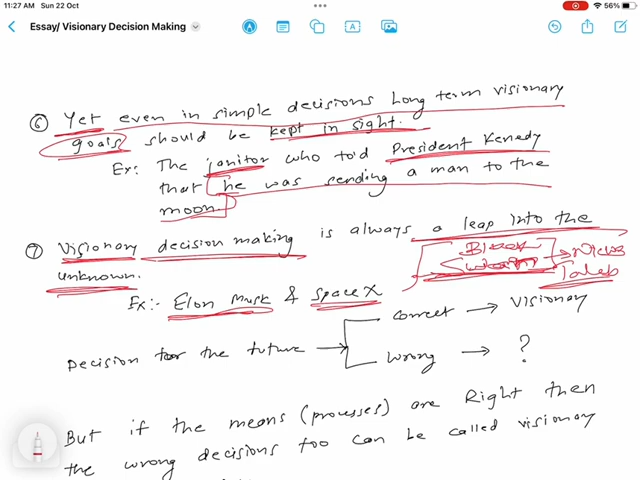 11:27 AM Sun 22 Oct
56%
Essay/ Visionary Decision Making
⑥ Yet even in simple decisions long term visionary
goals should be kept in sight.
Ex: The janitor who told President Kenedy
that he was sending a man to the
moon.
⑦ Visionary decision making is always a leap into the
unknown.
Black
Taleb
Ex:- Elon Musk & SpaceX
Decision for the future → correct → visionary
wrong → ?
But if the means (processes) are Right then
the wrong decisions too can be called visionary